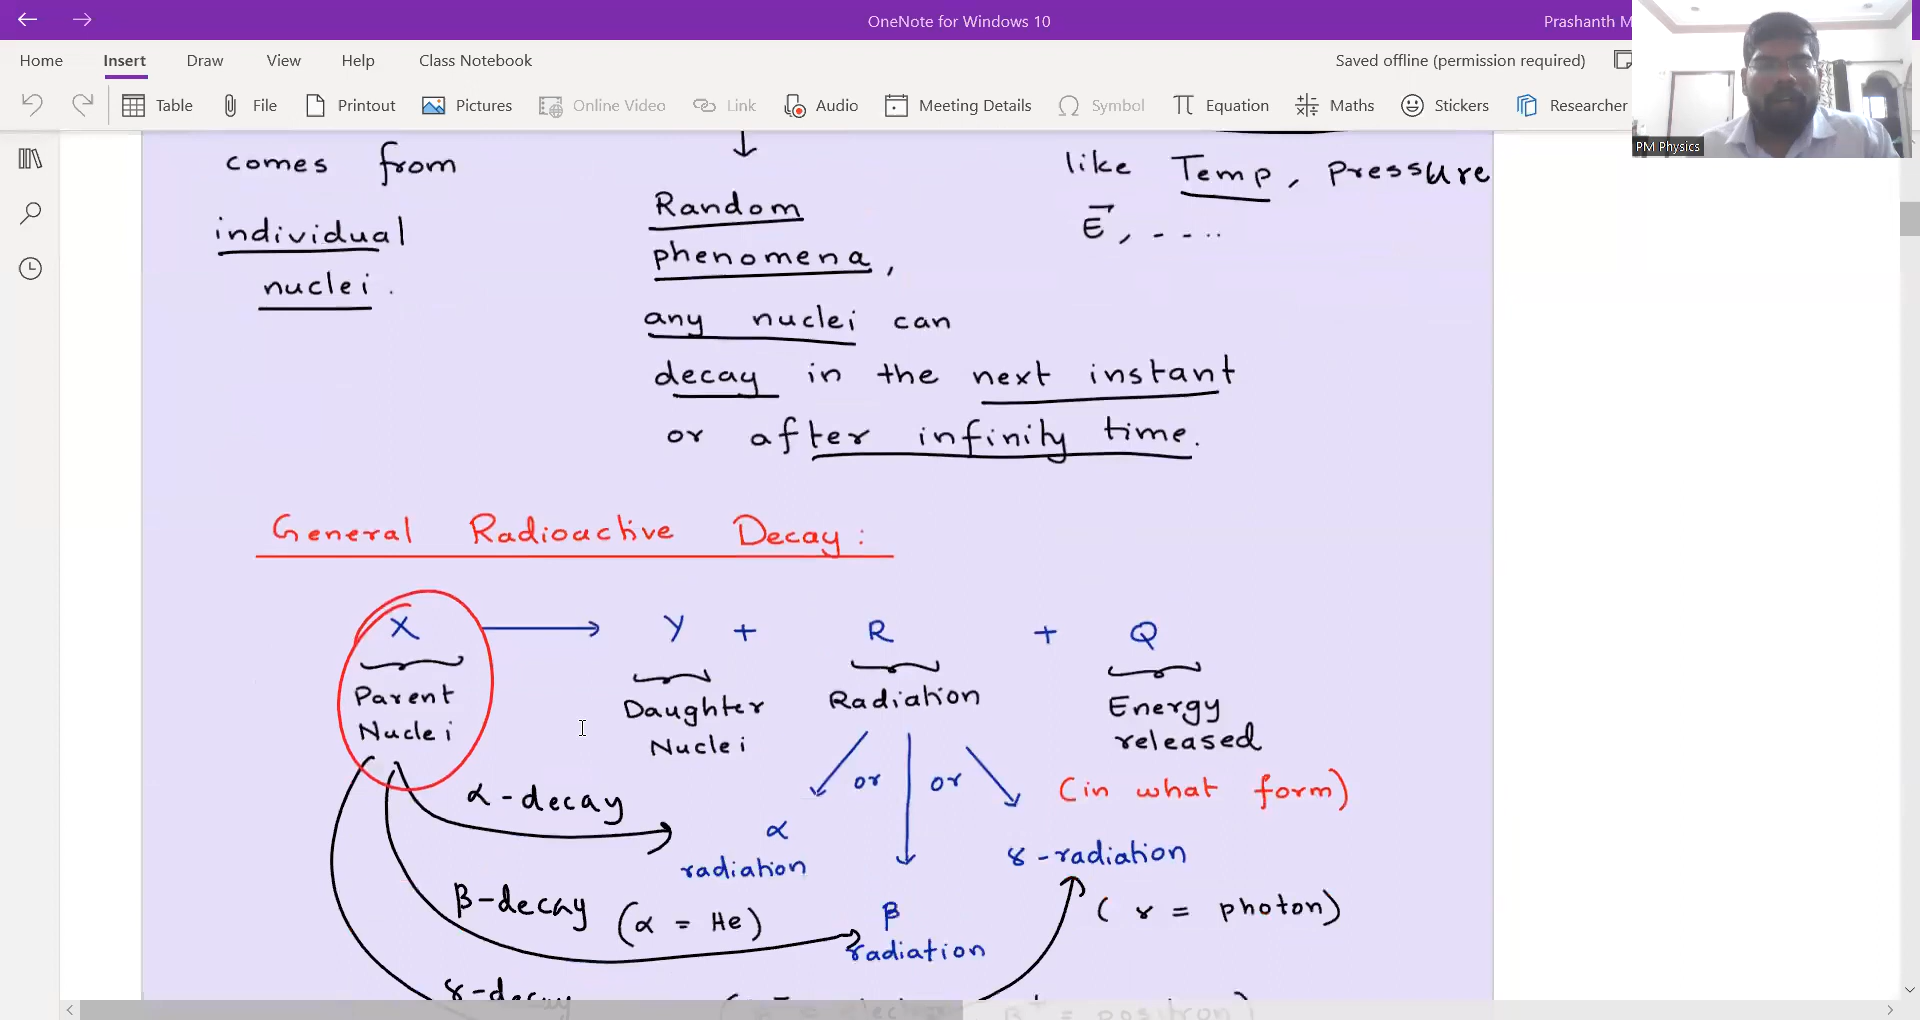 OneNote for Windows 10
Prashanth M
Home Insert Draw View Help Class Notebook
Saved offline (permission required)
Table File Printout Pictures Online Video Link Audio Meeting Details Symbol Equation Maths Stickers Researcher
PM Physics
comes from
individual
nuclei.
Random
phenomena,
any nuclei can
decay in the next instant
or after infinity time.
like Temp, Pressure
E⃗, - - ...
General Radioactive Decay:
X → Y + R + Q
Parent
Nuclei
Daughter
Nuclei
Radiation
Energy
released
(in what form)
or or
α-decay
α
radiation
γ-radiation
(γ = photon)
β-decay
(α = He)
β
radiation
γ-decay
β+ = positron)